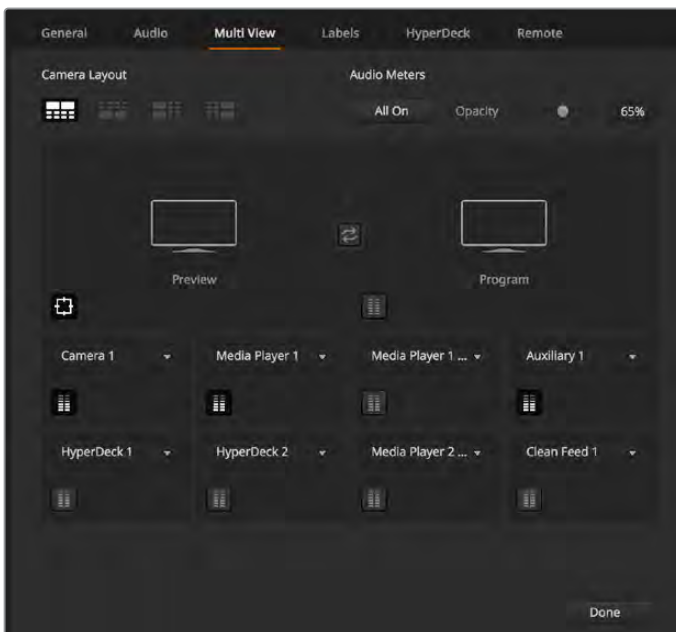 General Audio Multi View Labels HyperDeck Remote
Camera Layout Audio Meters
All On Opacity 65%
Preview Program
Camera 1 Media Player 1 Media Player 1 ... Auxiliary 1
HyperDeck 1 HyperDeck 2 Media Player 2 ... Clean Feed 1
Done